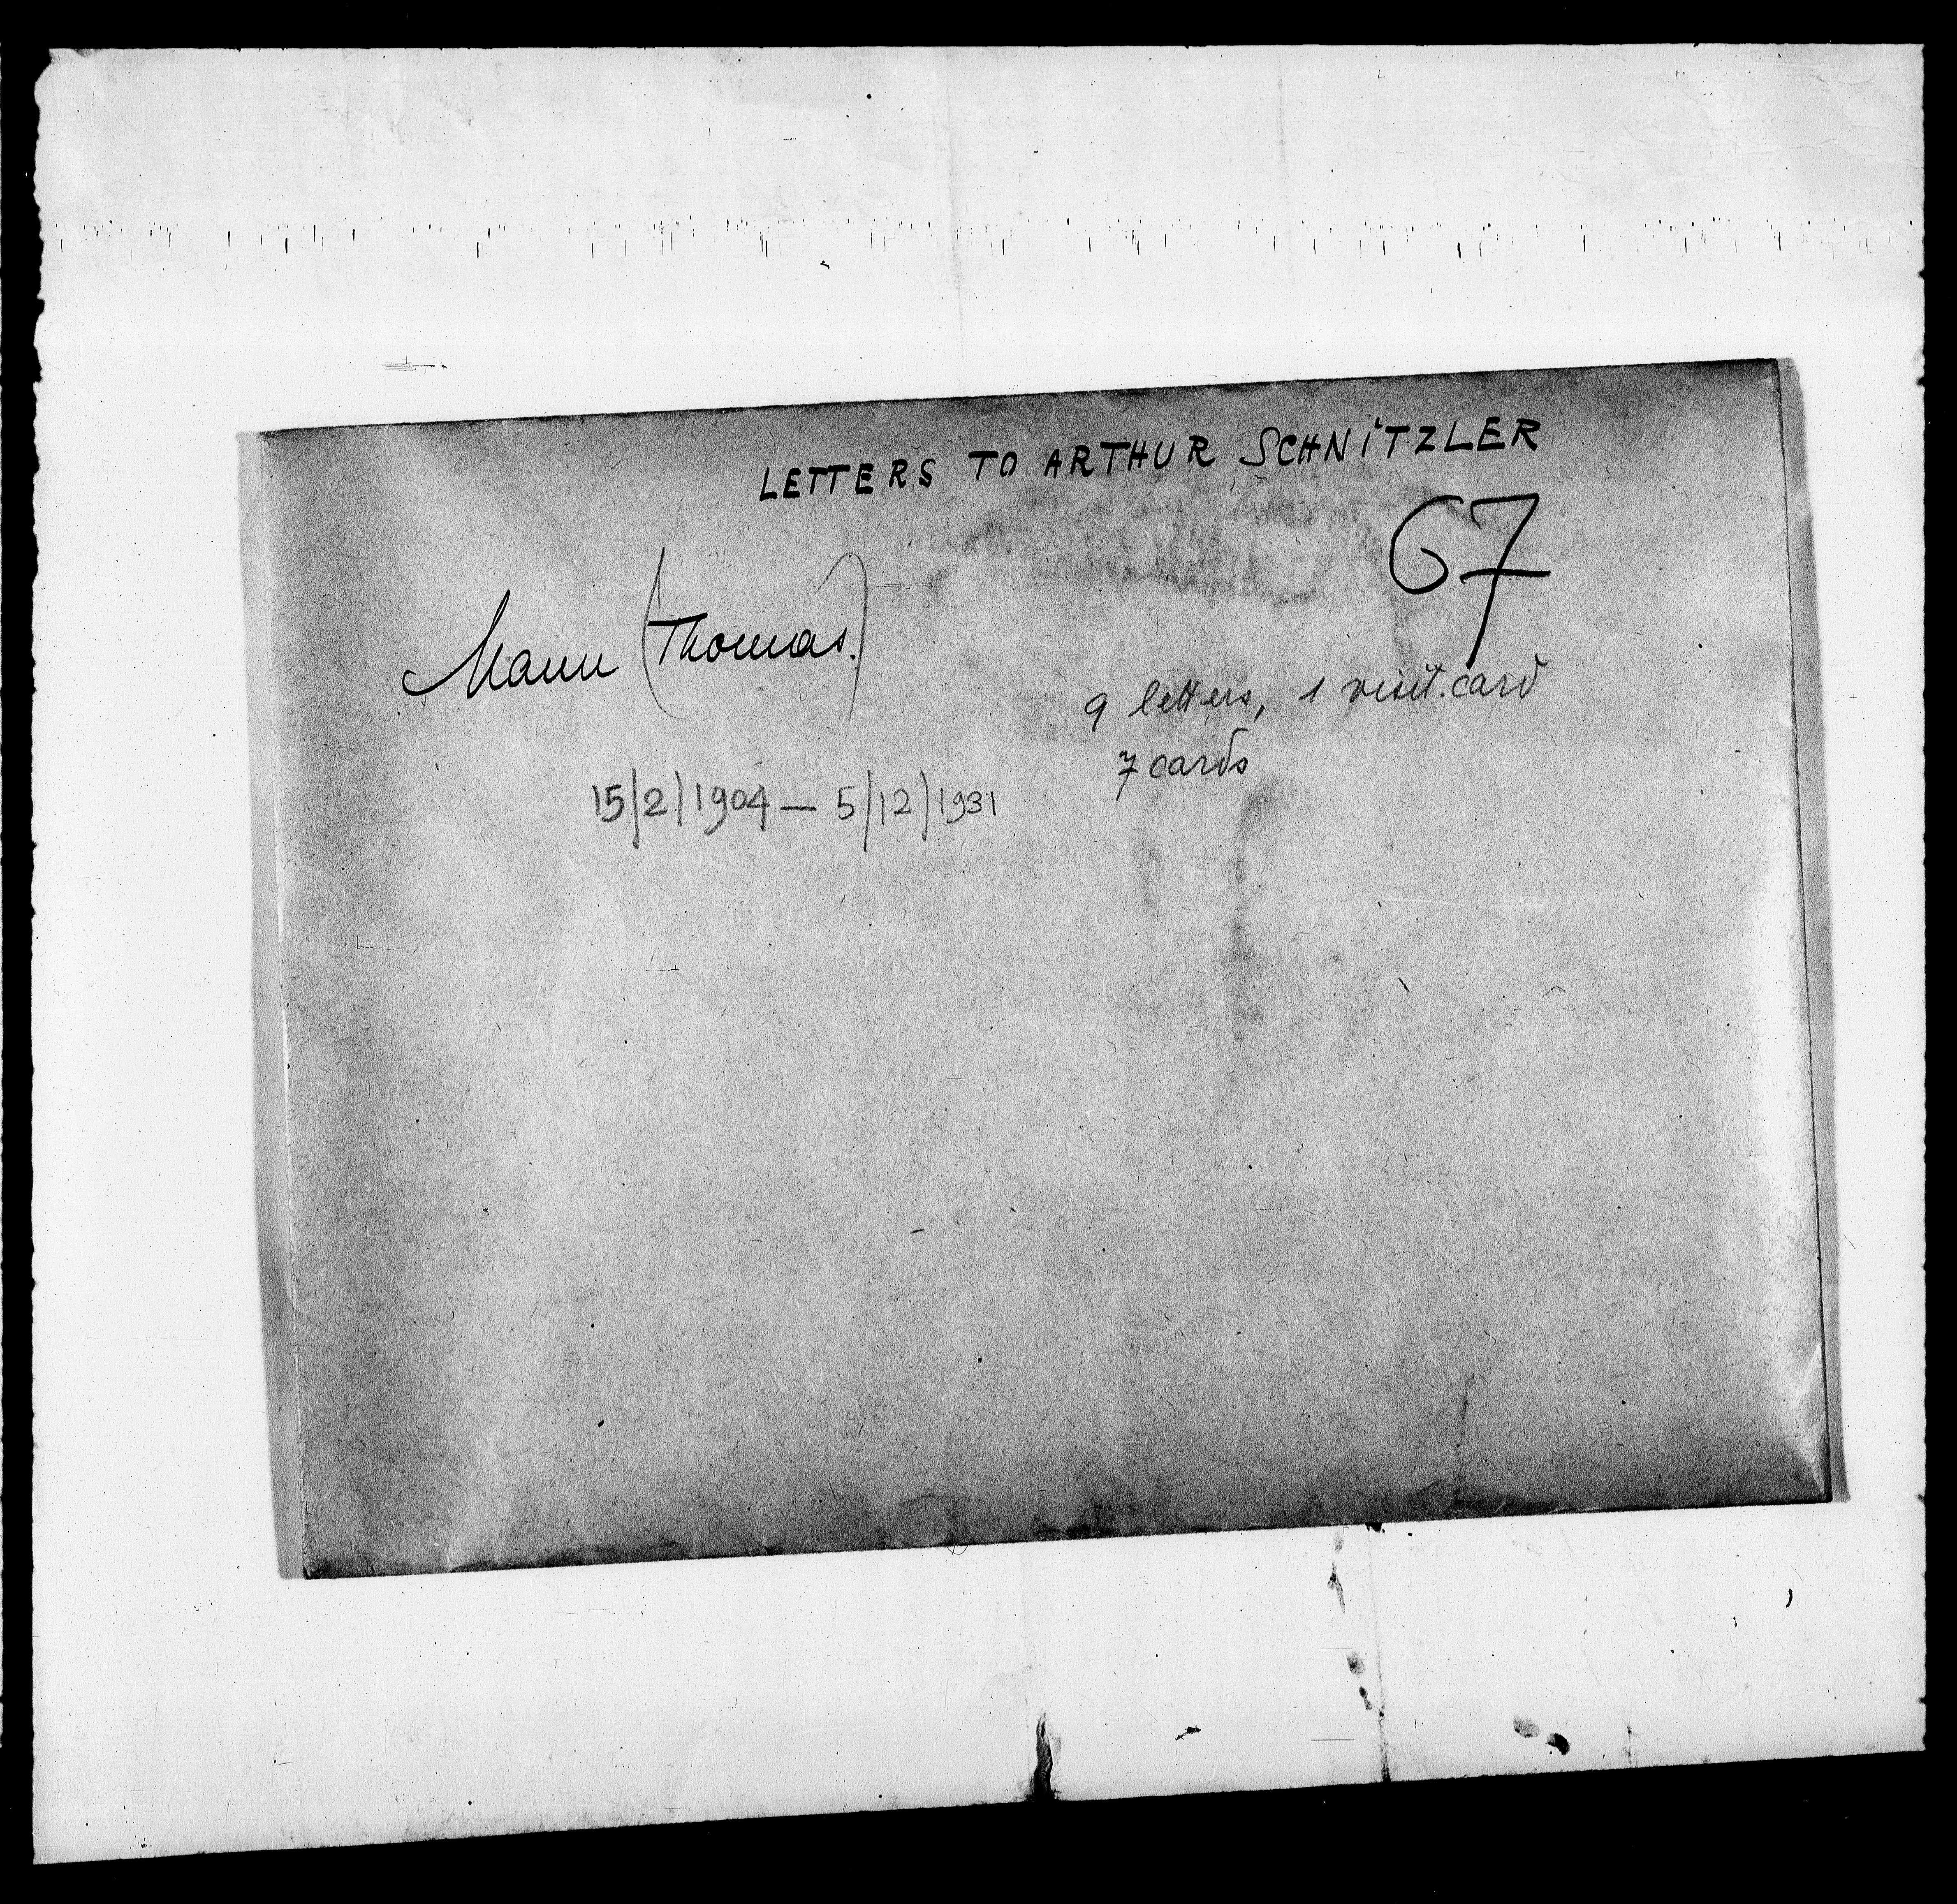 LETTERS TO ARTHUR SCHNITZLER
67
Mann (Thomas.)
9 letters, 1 visit.card
7 cards
15/2/1904 — 5/12/1931